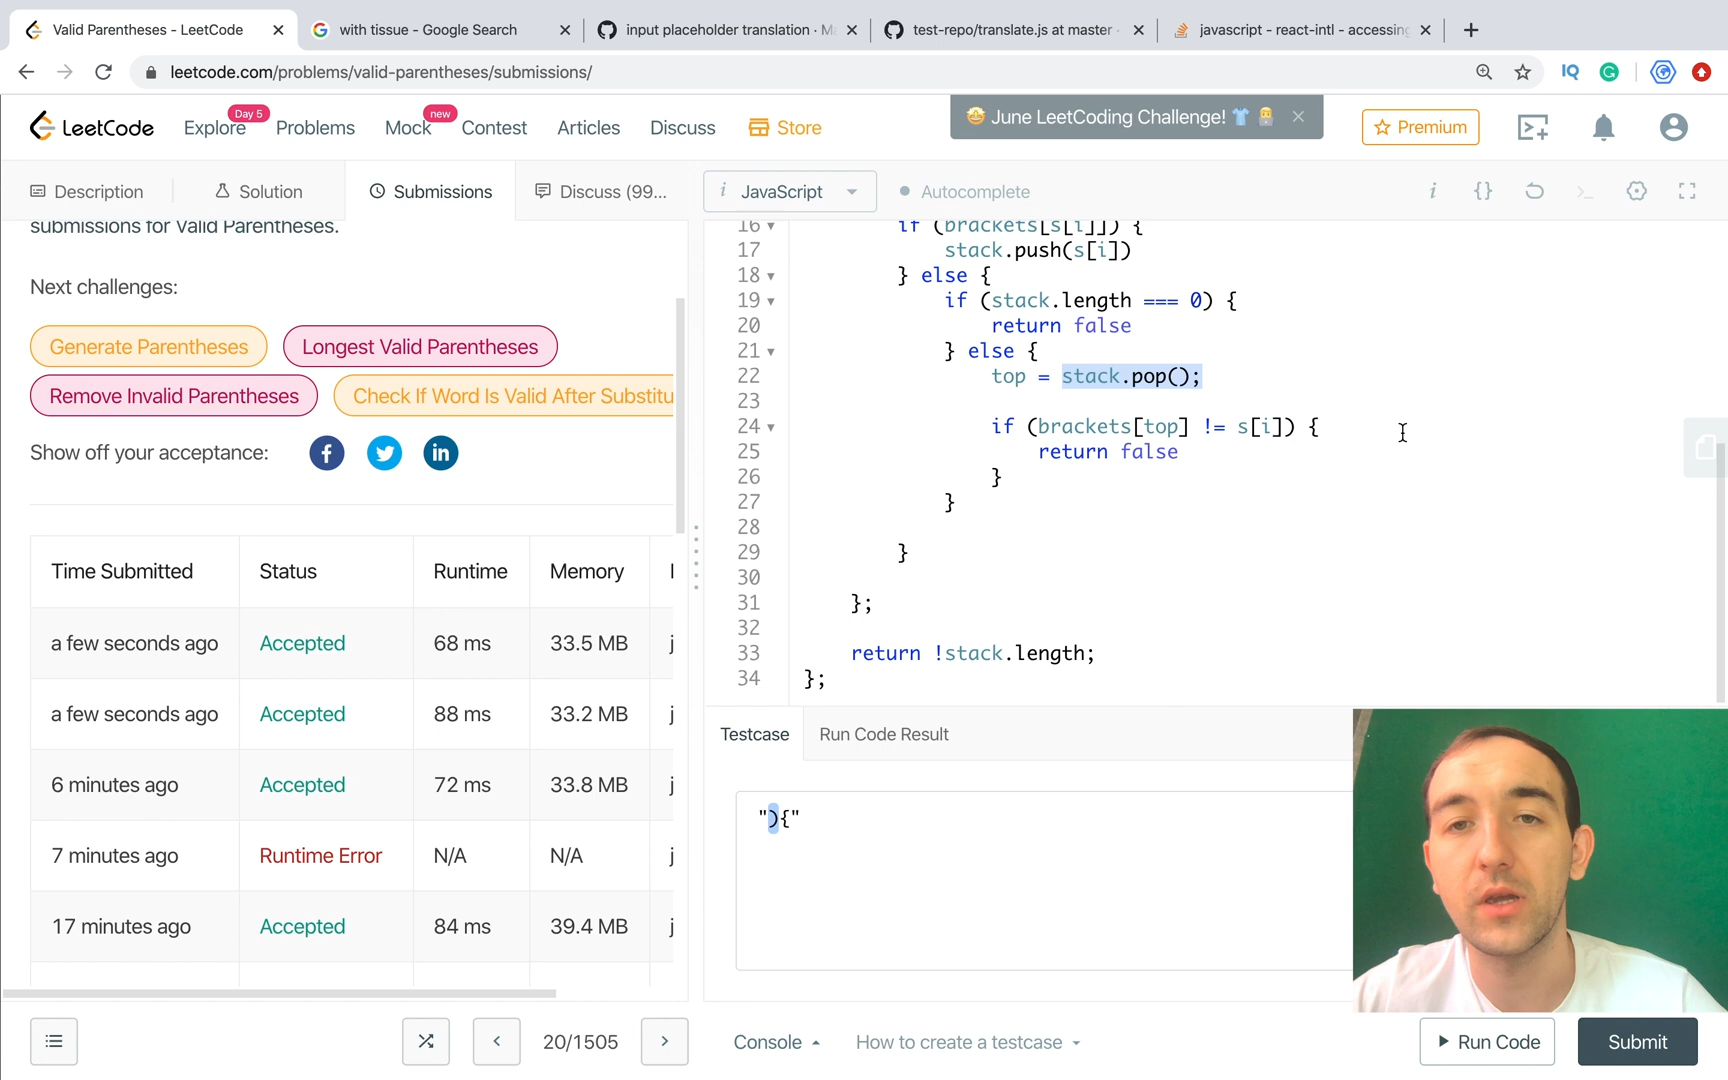 Valid Parentheses - LeetCode
with tissue - Google Search
input placeholder translation · Ma
test-repo/translate.js at master ·
javascript - react-intl - accessing
leetcode.com/problems/valid-parentheses/submissions/
IQ
LeetCode
Explore
Day 5
Problems
Mock
new
Contest
Articles
Discuss
Store
June LeetCoding Challenge!
Premium
Description
Solution
Submissions
Discuss (99...
i JavaScript
Autocomplete
i {}
submissions for Valid Parentheses.
Next challenges:
Generate Parentheses
Longest Valid Parentheses
Remove Invalid Parentheses
Check If Word Is Valid After Substitu
Show off your acceptance:
Time Submitted Status Runtime Memory
a few seconds ago Accepted 68 ms 33.5 MB j
a few seconds ago Accepted 88 ms 33.2 MB j
6 minutes ago Accepted 72 ms 33.8 MB j
7 minutes ago Runtime Error N/A N/A j
17 minutes ago Accepted 84 ms 39.4 MB j
16 if (brackets[s[i]]) {
17 stack.push(s[i])
18 } else {
19 if (stack.length === 0) {
20 return false
21 } else {
22 top = stack.pop();
23
24 if (brackets[top] != s[i]) {
25 return false
26 }
27 }
28
29 }
30
31 };
32
33 return !stack.length;
34 };
Testcase
Run Code Result
"){"
20/1505
Console
How to create a testcase
Run Code
Submit